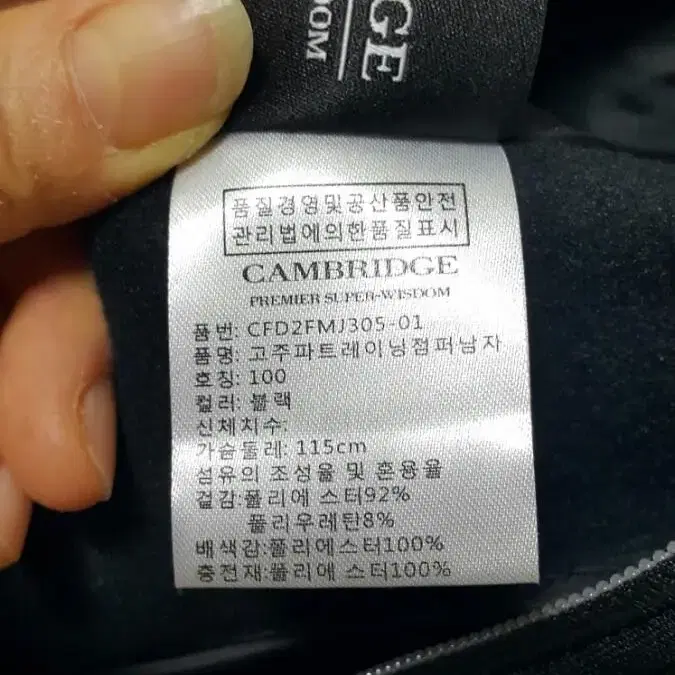 DGE
DOM
품질경영및공산품안전
관리법에의한품질표시
CAMBRIDGE
PREMIER SUPER-WISDOM
품번: CFD2FMJ305-01
품명: 고주파트레이닝점퍼남자
호칭: 100
컬러: 블랙
신체치수:
가슴둘레: 115cm
섬유의 조성율 및 혼용율
겉감:폴리에 스터92%
폴리우레탄8%
배색감:폴리에스터100%
충전재:폴리에 스터100%